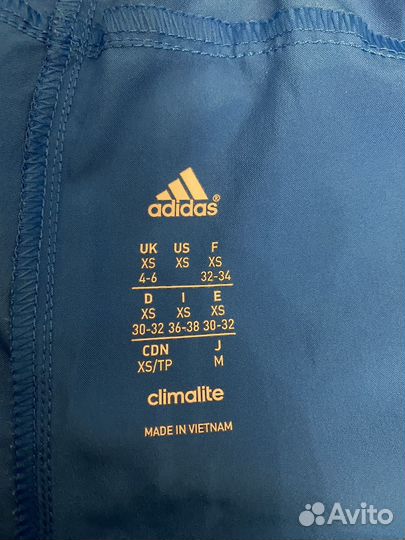 adidas®
UK US F
XS XS XS
4-6 32-34
D I E
XS XS XS
30-32 36-38 30-32
CDN J
XS/TP M
climalite
MADE IN VIETNAM
Avito